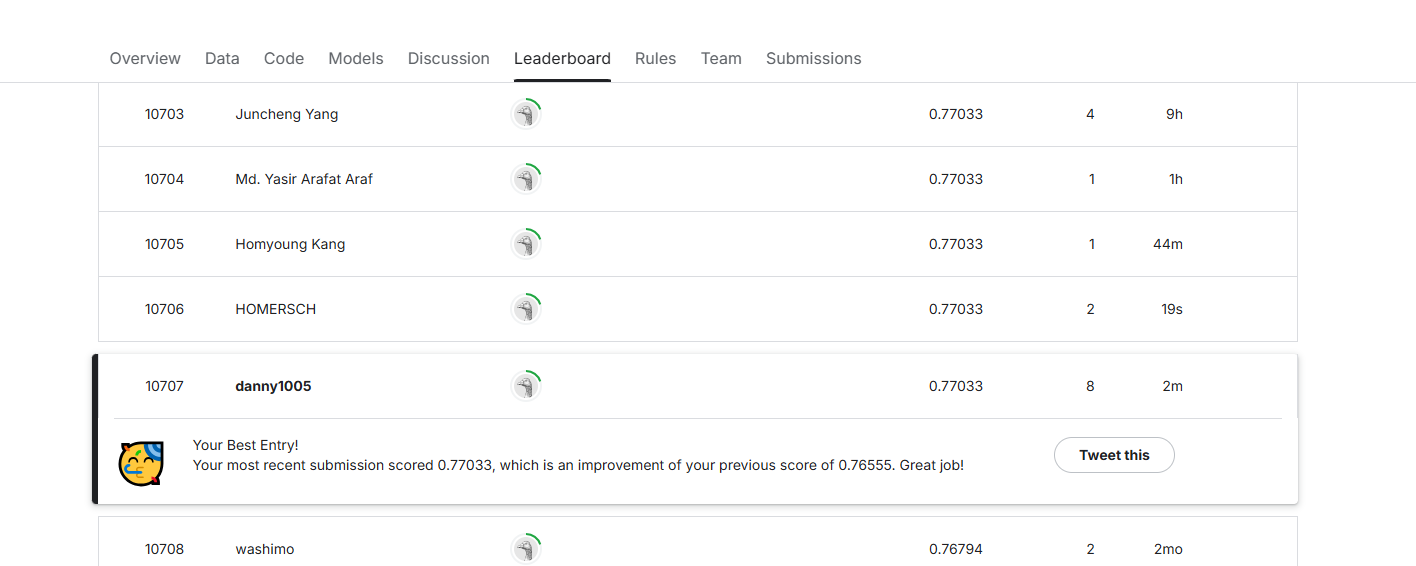 Overview Data Code Models Discussion Leaderboard Rules Team Submissions
10703 Juncheng Yang 0.77033 4 9h
10704 Md. Yasir Arafat Araf 0.77033 1 1h
10705 Homyoung Kang 0.77033 1 44m
10706 HOMERSCH 0.77033 2 19s
10707 danny1005 0.77033 8 2m
Your Best Entry!
Your most recent submission scored 0.77033, which is an improvement of your previous score of 0.76555. Great job!
Tweet this
10708 washimo 0.76794 2 2mo